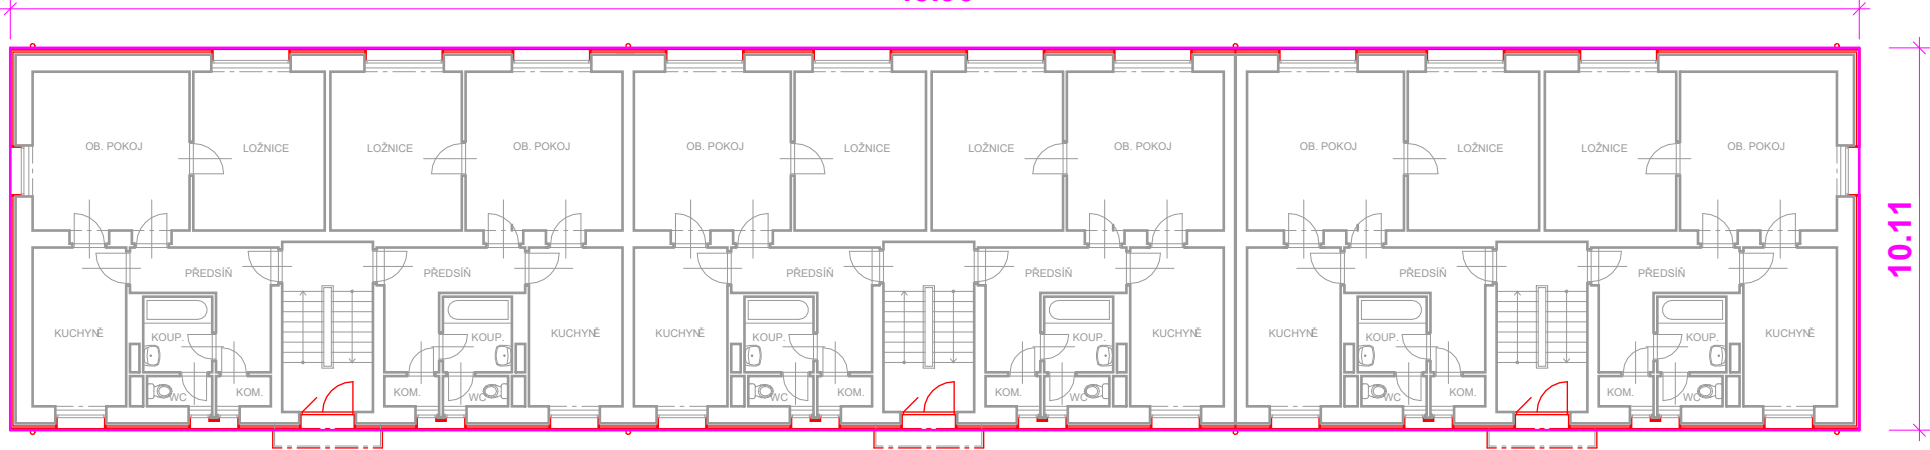 OB. POKOJ LOŽNICE LOŽNICE OB. POKOJ OB. POKOJ LOŽNICE LOŽNICE OB. POKOJ OB. POKOJ LOŽNICE LOŽNICE OB. POKOJ
10.11
PŘEDSÍŇ PŘEDSÍŇ PŘEDSÍŇ PŘEDSÍŇ PŘEDSÍŇ PŘEDSÍŇ
KUCHYNĚ KOUP. KOUP. KUCHYNĚ KUCHYNĚ KOUP. KOUP. KUCHYNĚ KUCHYNĚ KOUP. KOUP. KUCHYNĚ
WC KOM. KOM. WC WC KOM. KOM. WC WC KOM. KOM. WC